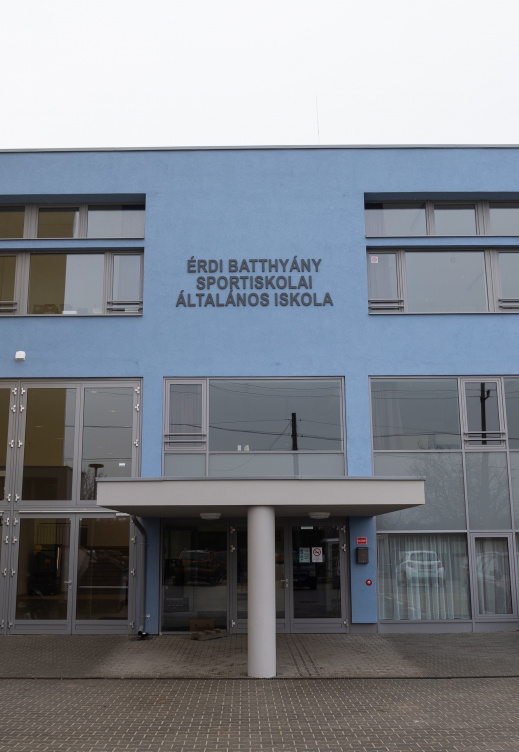 ÉRDI BATTHYÁNY
SPORTISKOLAI
ÁLTALÁNOS ISKOLA